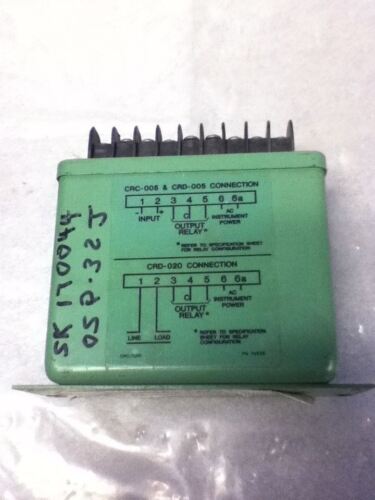 CRC-005 & CRD-005 CONNECTION
1 2 3 4 5 6 6a
- + C AC
INPUT OUTPUT INSTRUMENT
RELAY* POWER
*REFER TO SPECIFICATION SHEET
FOR RELAY CONFIGURATION
CRD-020 CONNECTION
1 2 3 4 5 6 6a
C AC
OUTPUT INSTRUMENT
RELAY* POWER
LINE LOAD
*REFER TO SPECIFICATION
SHEET FOR RELAY
CONFIGURATION
SK 170044
OSP-32J